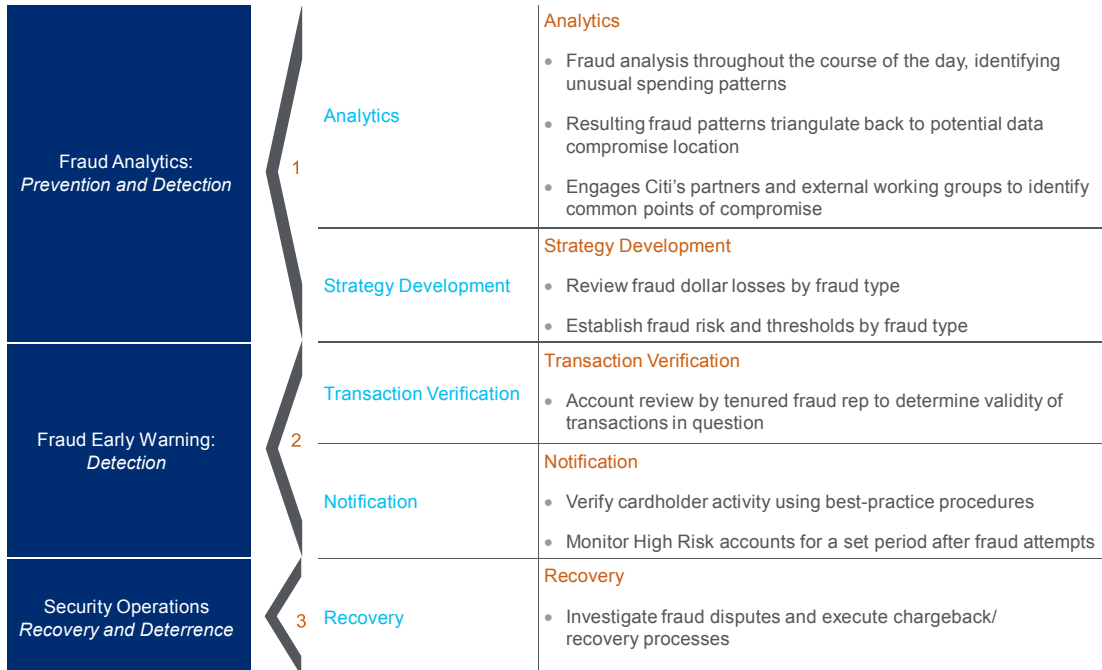 Fraud Analytics:
Prevention and Detection
1
Analytics
Analytics
• Fraud analysis throughout the course of the day, identifying
unusual spending patterns
• Resulting fraud patterns triangulate back to potential data
compromise location
• Engages Citi's partners and external working groups to identify
common points of compromise
Strategy Development
Strategy Development
• Review fraud dollar losses by fraud type
• Establish fraud risk and thresholds by fraud type
Fraud Early Warning:
Detection
2
Transaction Verification
Transaction Verification
• Account review by tenured fraud rep to determine validity of
transactions in question
Notification
Notification
• Verify cardholder activity using best-practice procedures
• Monitor High Risk accounts for a set period after fraud attempts
Security Operations
Recovery and Deterrence
3
Recovery
Recovery
• Investigate fraud disputes and execute chargeback/
recovery processes